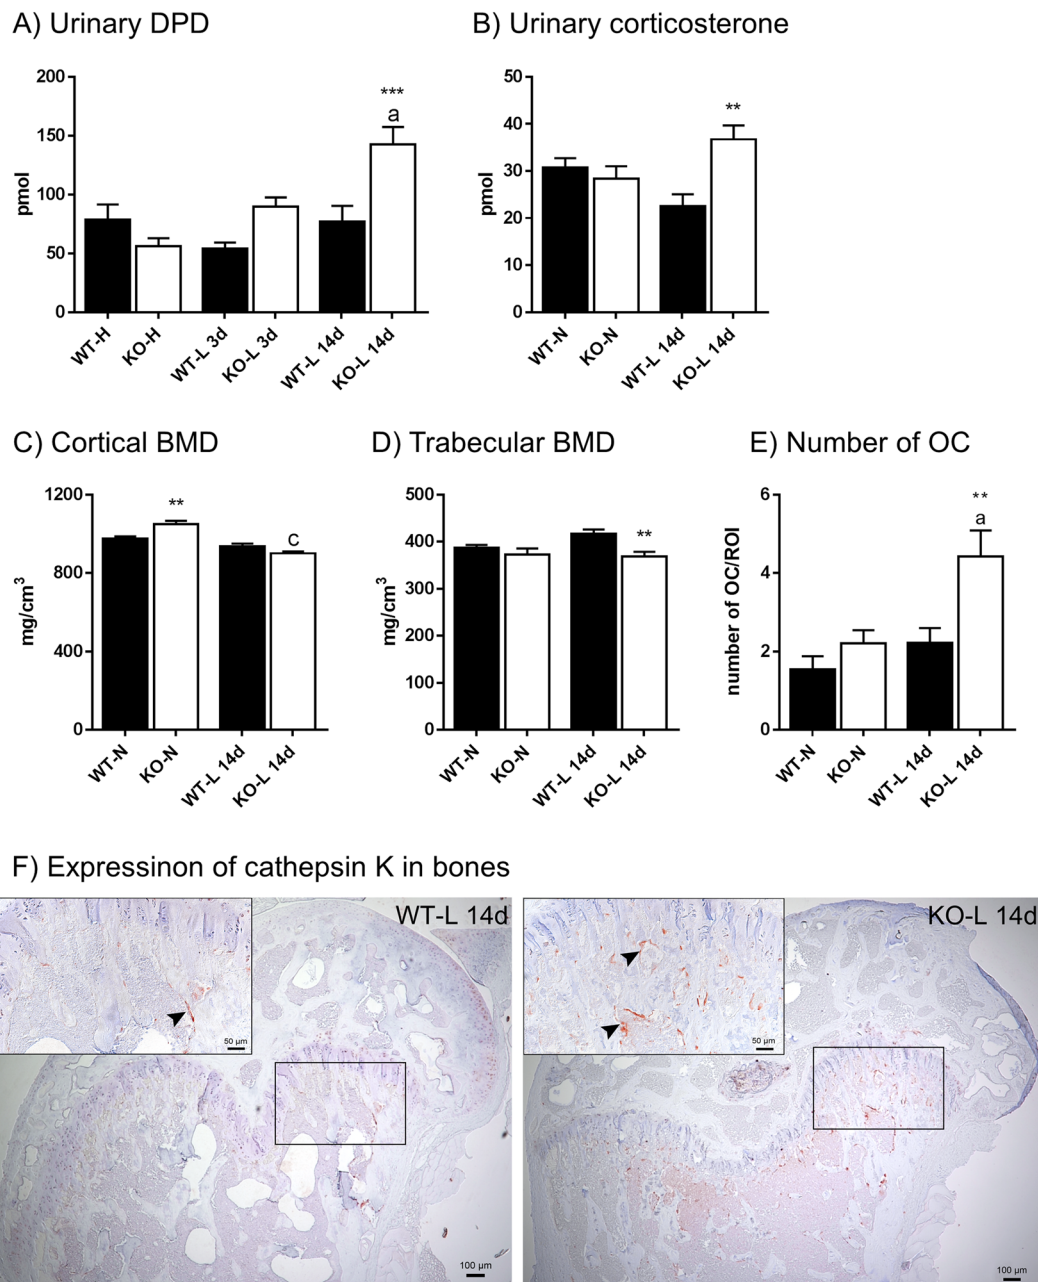 A) Urinary DPD
B) Urinary corticosterone
200
150
100
50
0
pmol
***
a
WT-H
KO-H
WT-L 3d
KO-L 3d
WT-L 14d
KO-L 14d
50
40
30
20
10
0
pmol
**
WT-N
KO-N
WT-L 14d
KO-L 14d
C) Cortical BMD
D) Trabecular BMD
E) Number of OC
1200
800
400
0
mg/cm³
**
C
WT-N
KO-N
WT-L 14d
KO-L 14d
500
400
300
200
100
0
mg/cm³
**
WT-N
KO-N
WT-L 14d
KO-L 14d
6
4
2
0
number of OC/ROI
**
a
WT-N
KO-N
WT-L 14d
KO-L 14d
F) Expressinon of cathepsin K in bones
WT-L 14d
50 µm
100 µm
KO-L 14d
50 µm
100 µm